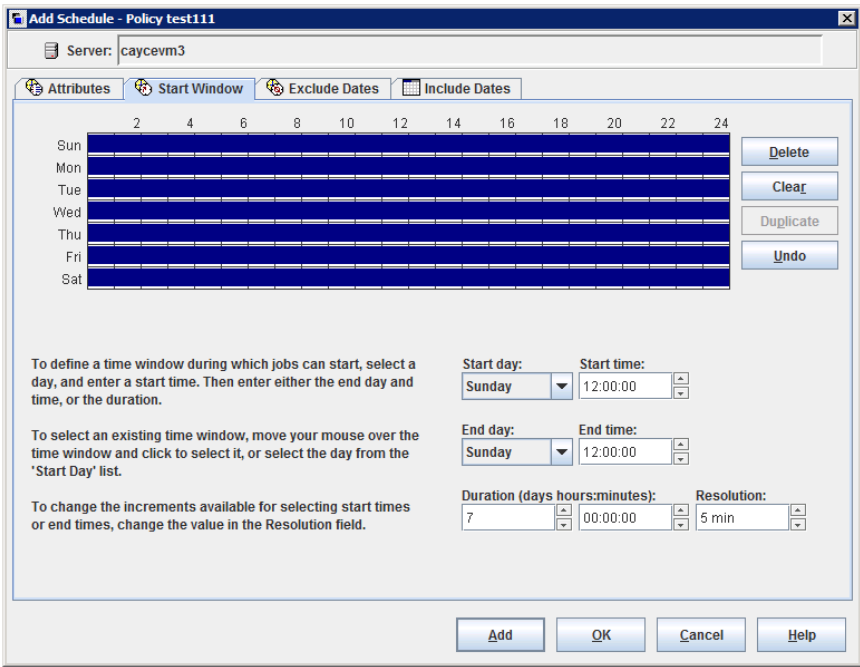 Add Schedule - Policy test111
Server: caycevm3
Attributes Start Window Exclude Dates Include Dates
2 4 6 8 10 12 14 16 18 20 22 24
Sun
Mon
Tue
Wed
Thu
Fri
Sat
Delete
Clear
Duplicate
Undo
To define a time window during which jobs can start, select a
day, and enter a start time. Then enter either the end day and
time, or the duration.
To select an existing time window, move your mouse over the
time window and click to select it, or select the day from the
'Start Day' list.
To change the increments available for selecting start times
or end times, change the value in the Resolution field.
Start day: Start time:
Sunday 12:00:00
End day: End time:
Sunday 12:00:00
Duration (days hours:minutes): Resolution:
7 00:00:00 5 min
Add OK Cancel Help